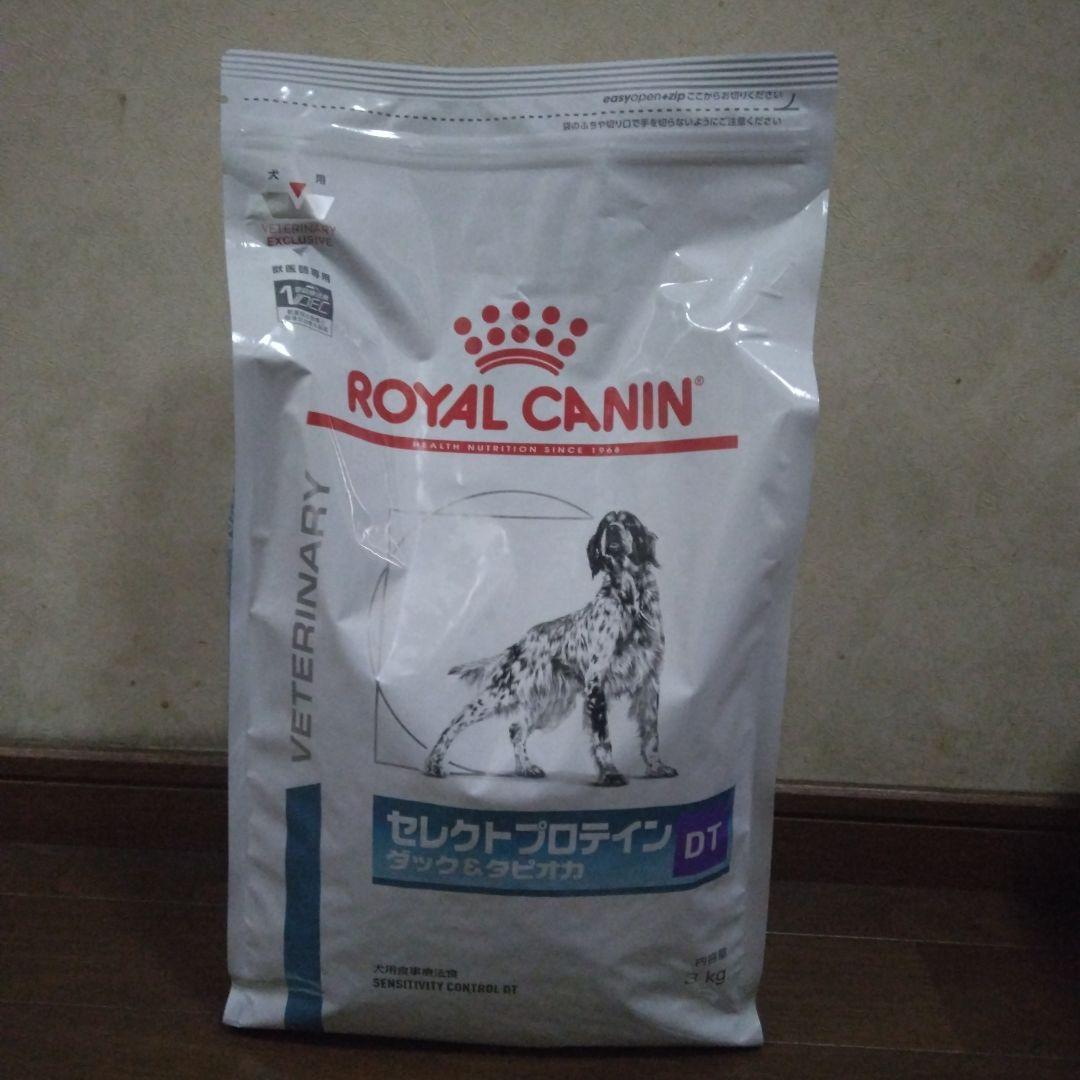 easyopen+zip ここからお切りください
袋のふちや切り口で手を切らないようにご注意ください
犬 用
VETERINARY
EXCLUSIVE
獣医師専用
VDEC
ROYAL CANIN®
HEALTH NUTRITION SINCE 1968
VETERINARY
セレクトプロテイン
ダック&タピオカ
DT
犬用食事療法食
SENSITIVITY CONTROL DT
内容量
3 kg